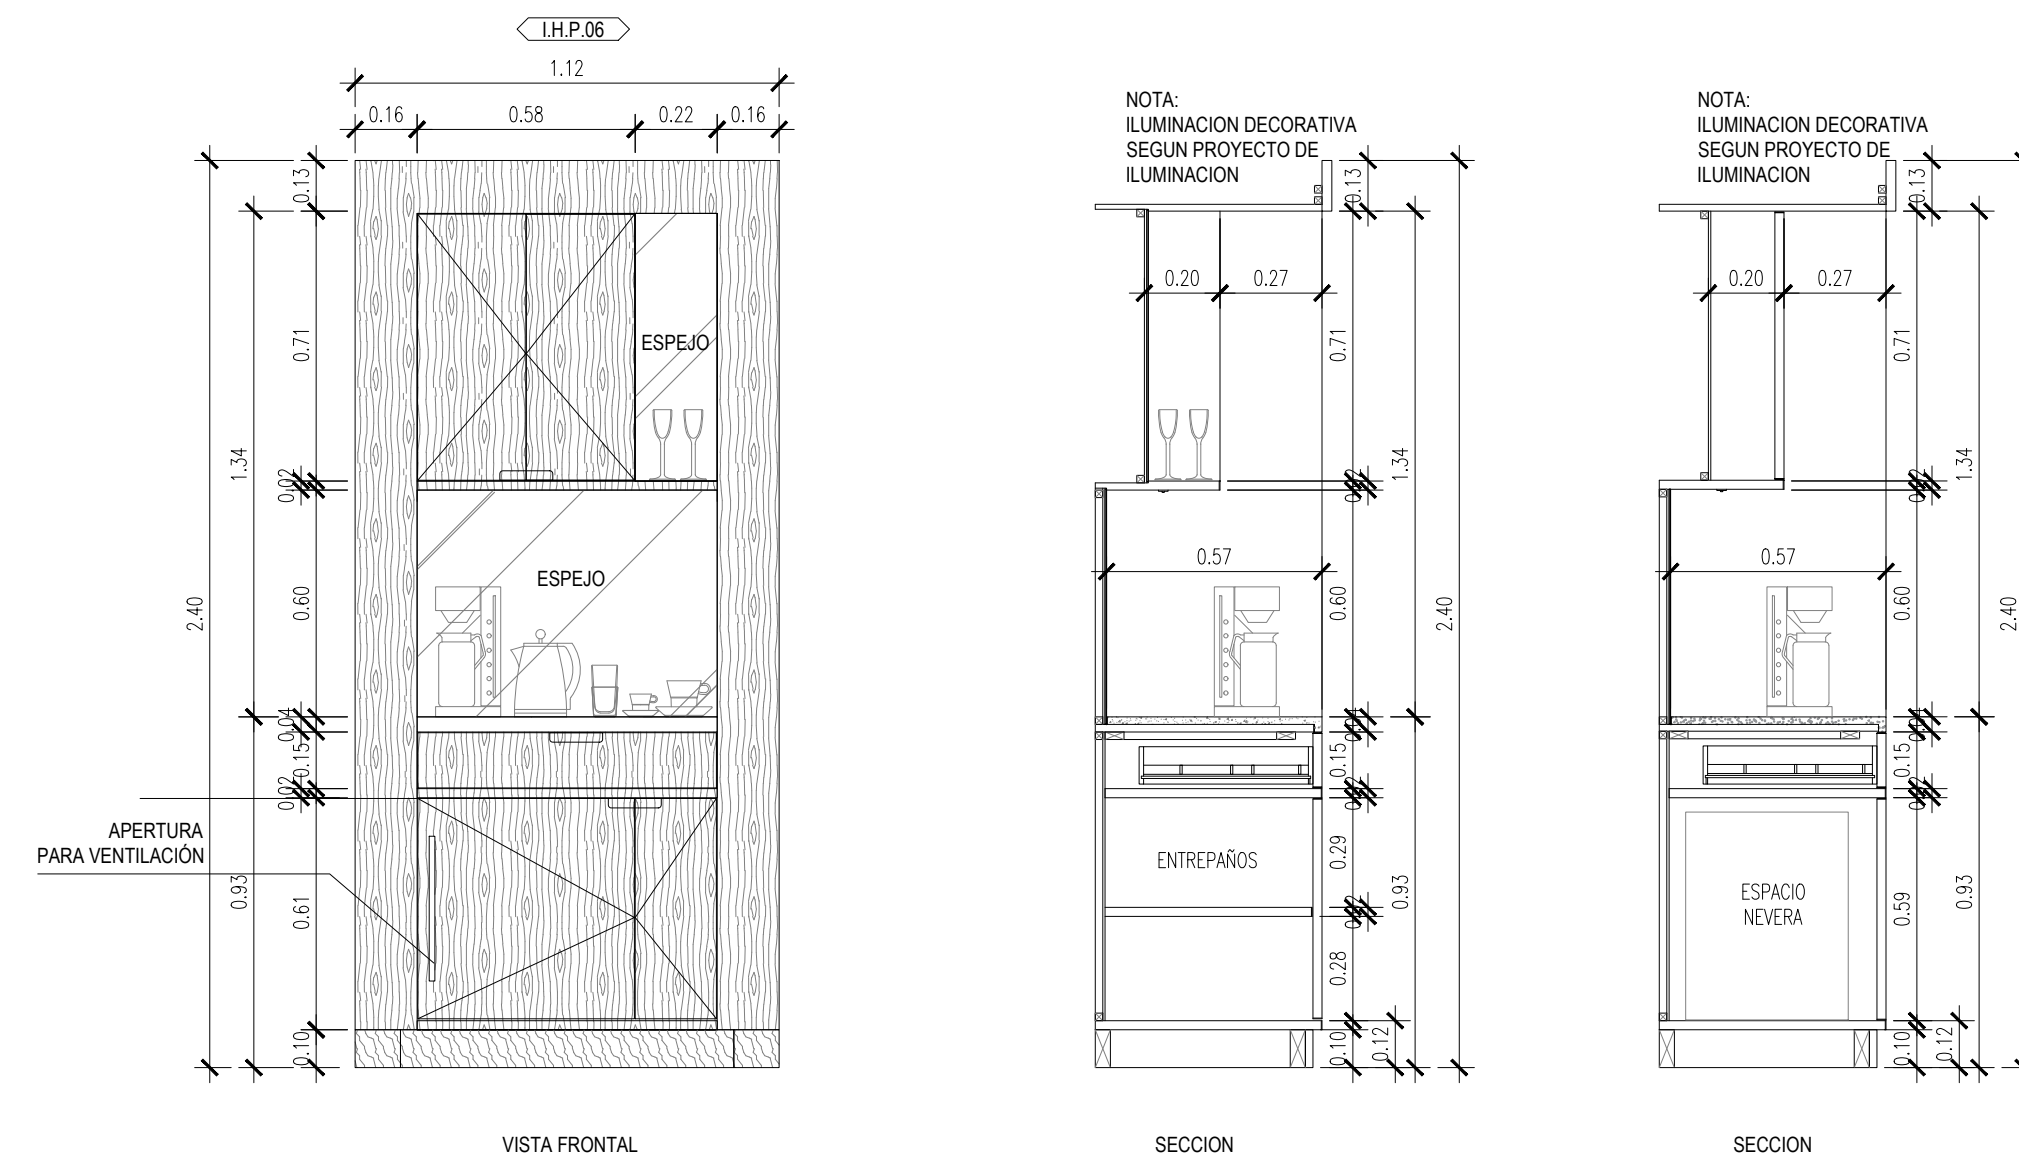 I.H.P.06
1.12
0.16 0.58 0.22 0.16
0.13
0.71
0.02
1.34
0.60
2.40
0.04
0.15
0.02
0.93
0.61
0.10
ESPEJO
ESPEJO
APERTURA
PARA VENTILACIÓN
VISTA FRONTAL
NOTA:
ILUMINACION DECORATIVA
SEGUN PROYECTO DE
ILUMINACION
0.13
0.20 0.27
0.71
1.34
0.57
0.60
2.40
0.15
ENTREPAÑOS
0.29
0.93
0.28
0.10
0.12
SECCION
NOTA:
ILUMINACION DECORATIVA
SEGUN PROYECTO DE
ILUMINACION
0.13
0.20 0.27
0.71
1.34
0.57
0.60
2.40
0.15
ESPACIO
NEVERA
0.59
0.93
0.10
0.12
SECCION